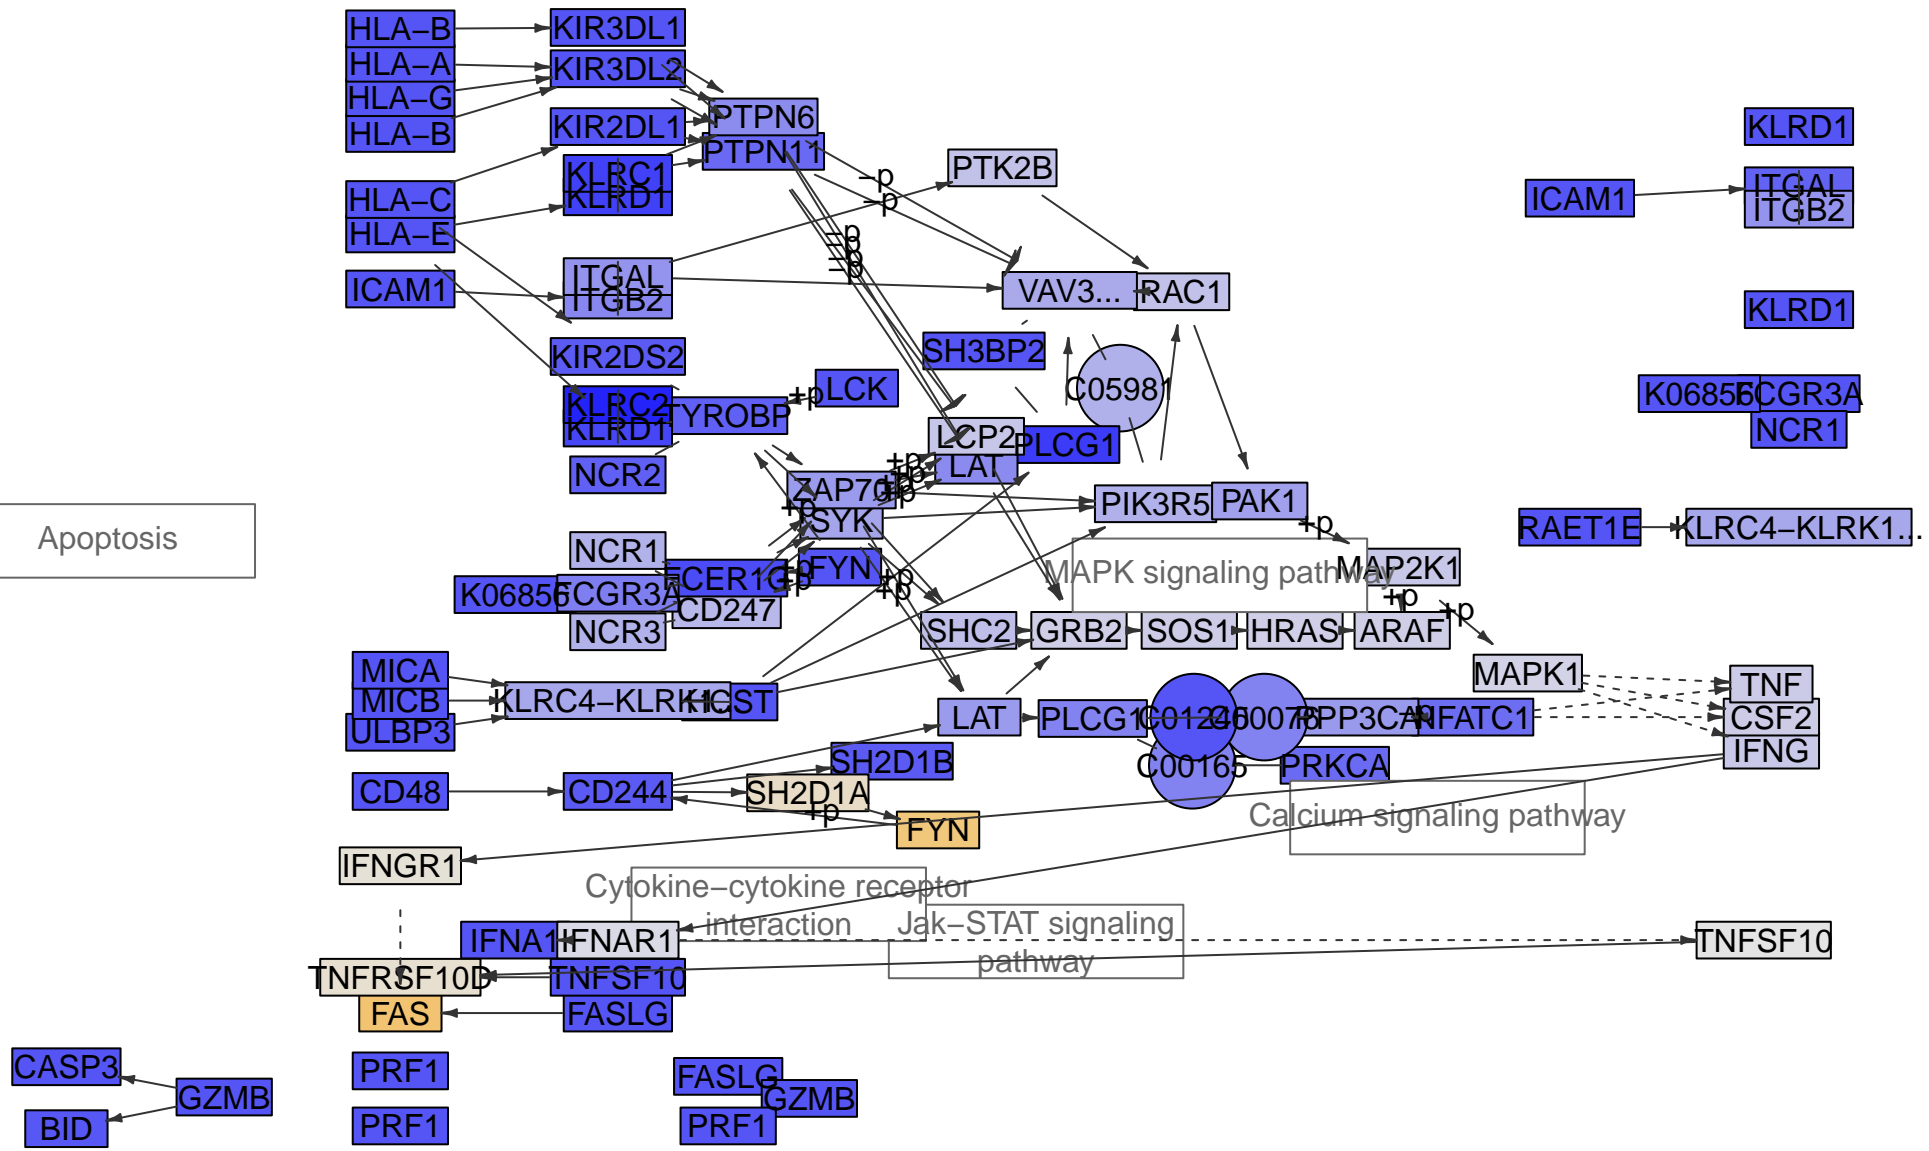 HLA−B
KIR3DL1
HLA−A
KIR3DL2
HLA−G
HLA−B
KIR2DL1
PTPN6
PTPN11
PTK2B
KLRD1
KLRC1
KLRD1
HLA−C
HLA−E
−p
−p
ICAM1
ITGAL
ITGB2
−p
−p
−p
−p
ICAM1
ITGAL
ITGB2
VAV3...
RAC1
KLRD1
KIR2DS2
SH3BP2
LCK
+p
C05981
KLRC2
KLRD1
TYROBP
K06856
FCGR3A
NCR1
NCR2
LCP2
LAT
PLCG1
+p
+p
+p
ZAP70
SYK
+p
PIK3R5
PAK1
+p
RAET1E
KLRC4−KLRK1...
Apoptosis
NCR1
FCER1G
FYN
+p
+p
+p
+p
MAPK signaling pathway
MAP2K1
K06856
FCGR3A
CD247
NCR3
SHC2
GRB2
SOS1
HRAS
ARAF
+p
+p
MICA
MICB
ULBP3
KLRC4−KLRK1...
HCST
MAPK1
TNF
CSF2
IFNG
LAT
PLCG1
C01245
C00076
C00165
PPP3CA
NFATC1
PRKCA
CD48
CD244
SH2D1B
SH2D1A
+p
FYN
Calcium signaling pathway
IFNGR1
Cytokine−cytokine receptor
interaction
Jak−STAT signaling
pathway
IFNA1
IFNAR1
TNFSF10
TNFRSF10D
TNFSF10
FAS
FASLG
CASP3
GZMB
BID
PRF1
PRF1
FASLG
GZMB
PRF1